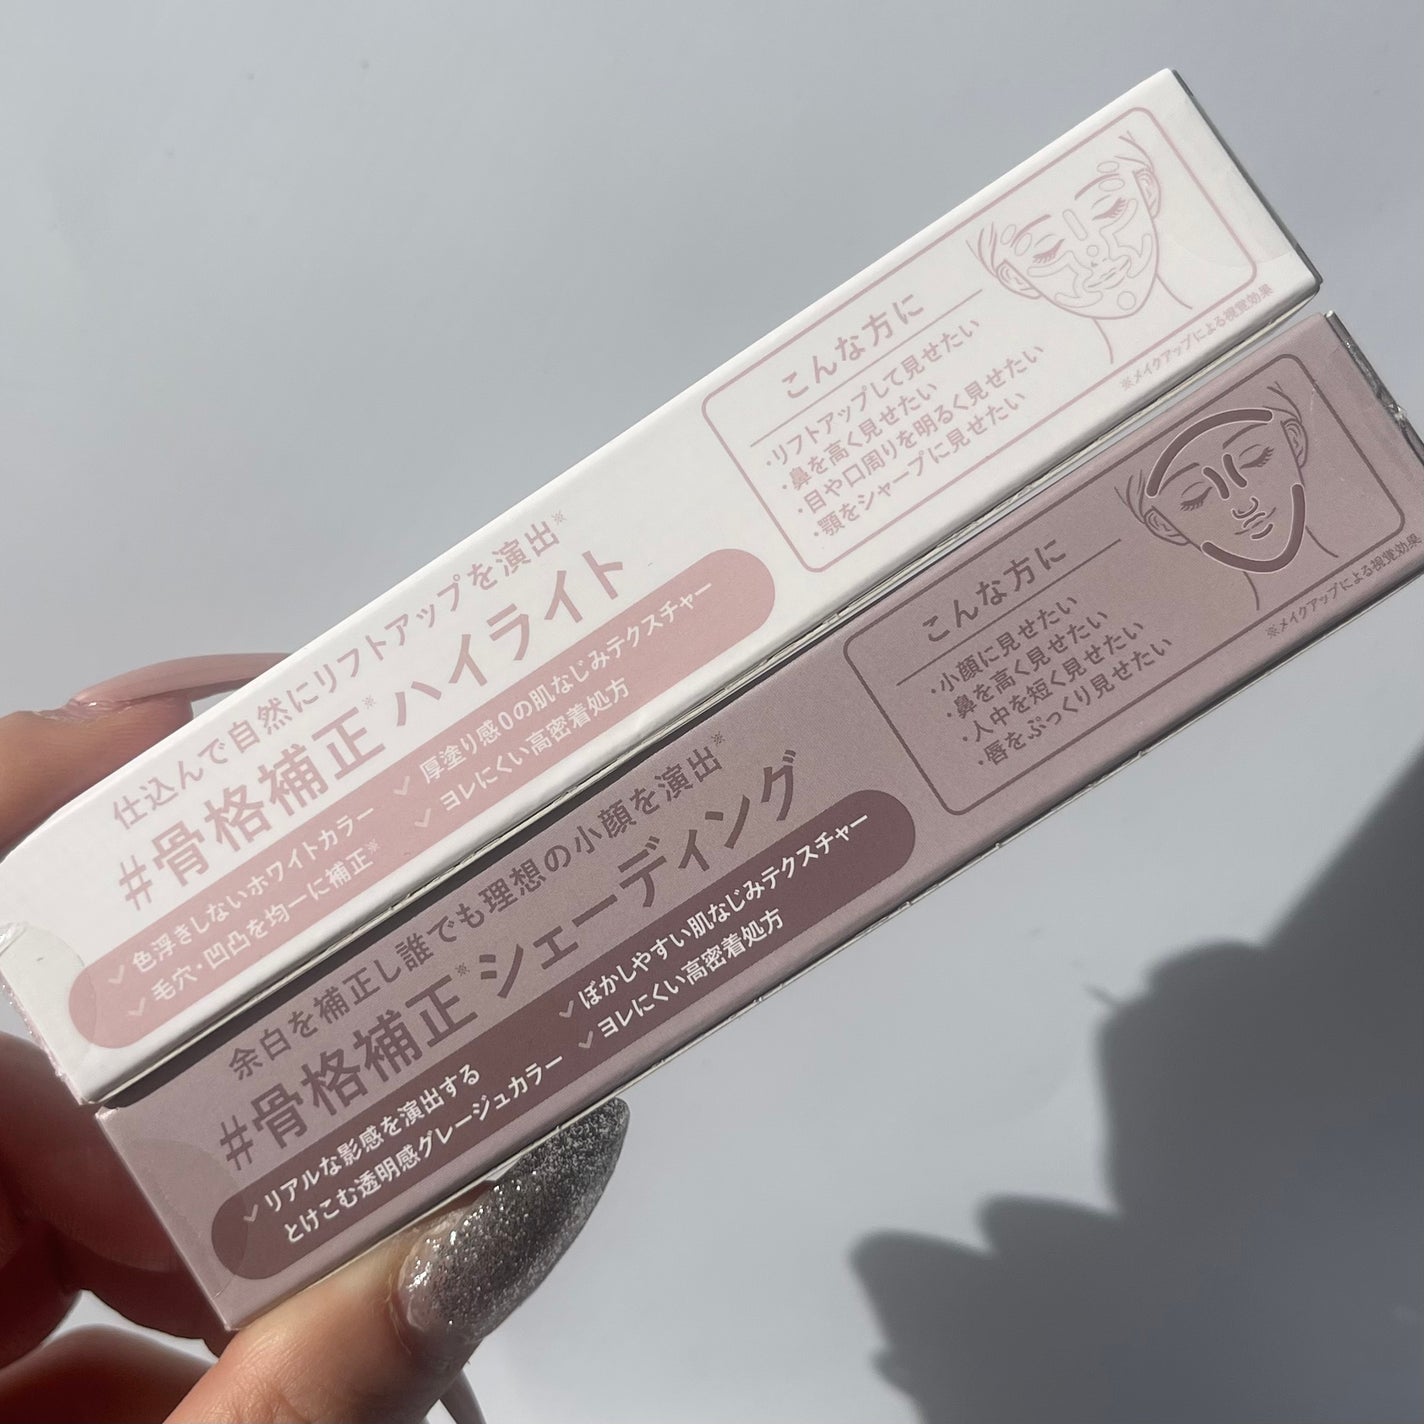 仕込んで自然にリフトアップを演出※
#骨格補正※ハイライト
色浮きしないホワイトカラー
毛穴・凹凸を均一に補正※
厚塗り感0の肌なじみテクスチャー
ヨレにくい高密着処方
こんな方に
・リフトアップして見せたい
・鼻を高く見せたい
・目や口周りを明るく見せたい
・顎をシャープに見せたい
※メイクアップによる視覚効果
余白を補正し誰でも理想の小顔を演出※
#骨格補正※シェーディング
リアルな影感を演出する
とけこむ透明感グレージュカラー
ぼかしやすい肌なじみテクスチャー
ヨレにくい高密着処方
こんな方に
・小顔に見せたい
・鼻を高く見せたい
・人中を短く見せたい
・唇をぷっくり見せたい
※メイクアップによる視覚効果